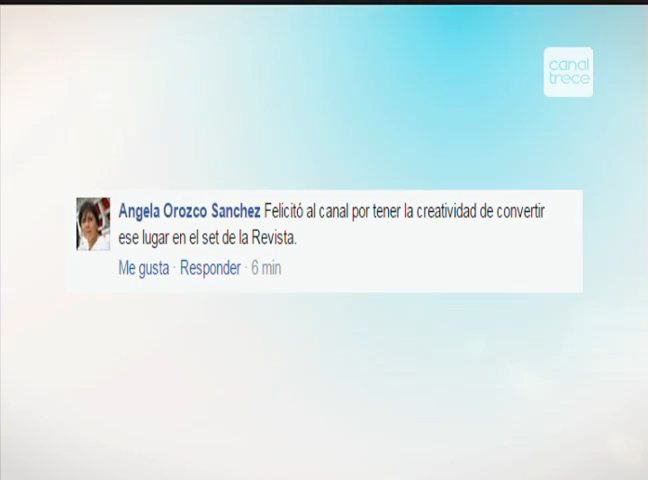 canal
trece
Angela Orozco Sanchez Felicitó al canal por tener la creatividad de convertir
ese lugar en el set de la Revista.
Me gusta · Responder · 6 min